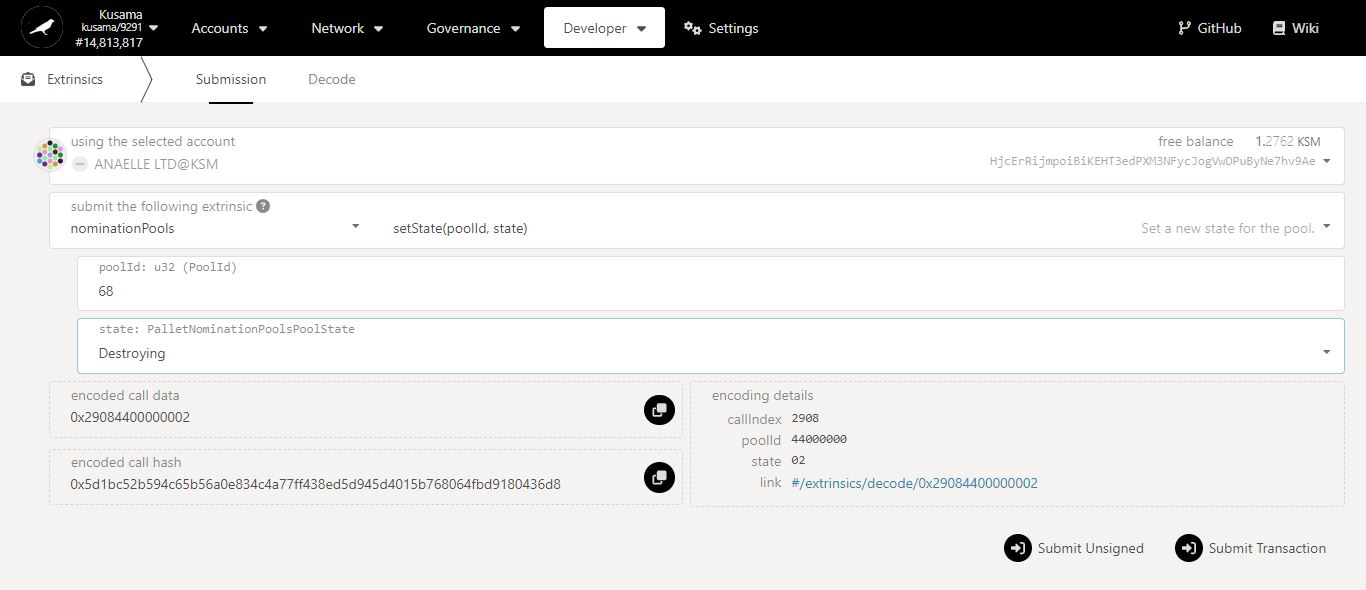 Kusama
kusama/9291
#14,813,817
Accounts
Network
Governance
Developer
Settings
GitHub
Wiki
Extrinsics
Submission
Decode
using the selected account
ANAELLE LTD@KSM
free balance 1.2762 KSM
HjcErRijmpoiBiKEHT3edPXM3NFycJogVwDPuByNe7hv9Ae
submit the following extrinsic ?
nominationPools
setState(poolId, state)
Set a new state for the pool.
poolId: u32 (PoolId)
68
state: PalletNominationPoolsPoolState
Destroying
encoded call data
0x29084400000002
encoded call hash
0x5d1bc52b594c65b56a0e834c4a77ff438ed5d945d4015b768064fbd9180436d8
encoding details
callIndex 2908
poolId 44000000
state 02
link #/extrinsics/decode/0x29084400000002
Submit Unsigned
Submit Transaction